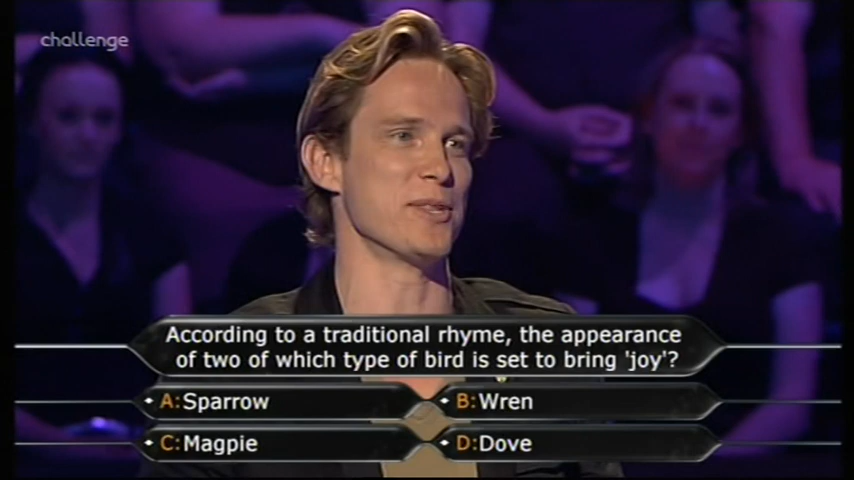 challenge
According to a traditional rhyme, the appearance
of two of which type of bird is set to bring 'joy'?
A:Sparrow
B:Wren
C:Magpie
D:Dove